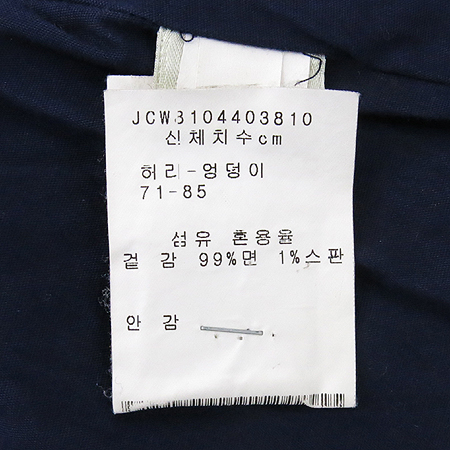 JCW3104403810
신체치수cm
허리-엉덩이
71-85
섬유 혼용율
겉 감 99%면 1%스판
안 감